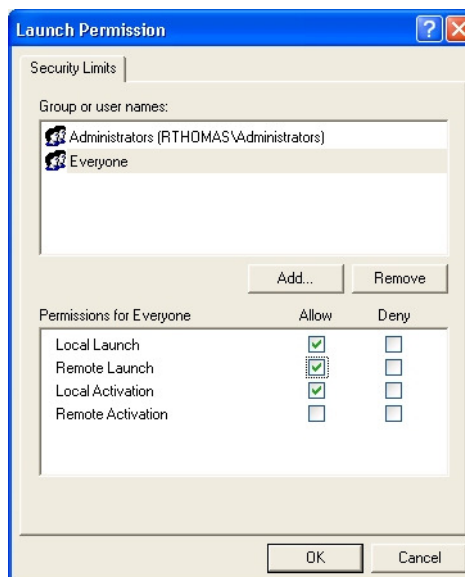 Launch Permission
Security Limits
Group or user names:
Administrators (RTHOMAS\Administrators)
Everyone
Add... Remove
Permissions for Everyone Allow Deny
Local Launch
Remote Launch
Local Activation
Remote Activation
OK Cancel